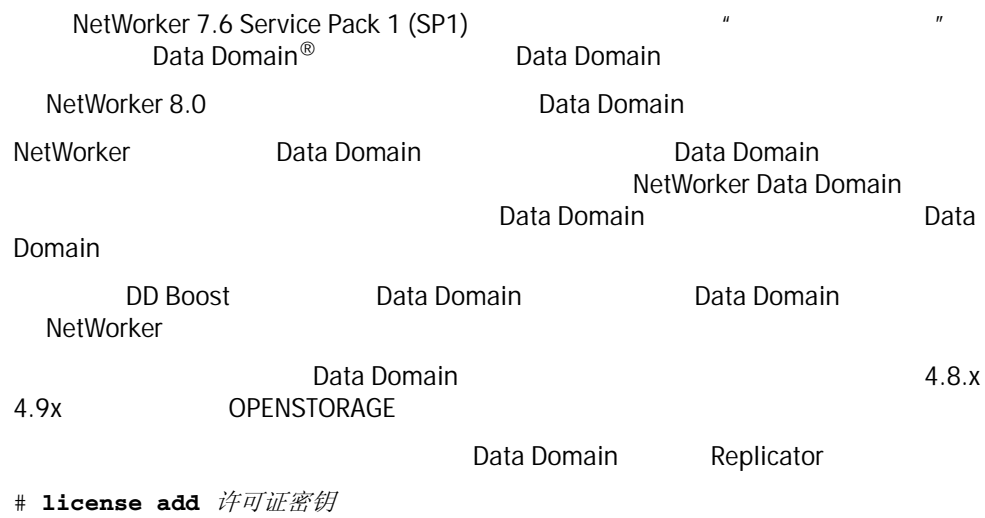 NetWorker 7.6 Service Pack 1 (SP1) “ ”
Data Domain® Data Domain
NetWorker 8.0 Data Domain
NetWorker Data Domain Data Domain
NetWorker Data Domain
Data Domain Data
Domain
DD Boost Data Domain Data Domain
NetWorker
Data Domain 4.8.x
4.9x OPENSTORAGE
Data Domain Replicator
# license add 许可证密钥